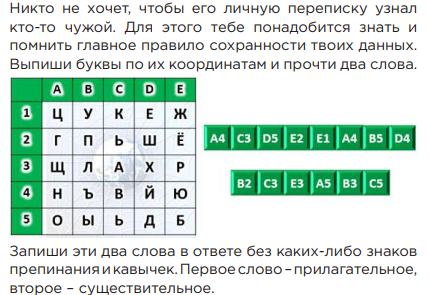 Никто не хочет, чтобы его личную переписку узнал
кто-то чужой. Для этого тебе понадобится знать и
помнить главное правило сохранности твоих данных.
Выпиши буквы по их координатам и прочти два слова.
A B C D E
1 Ц У К Е Ж
2 Г П Ь Ш Ё
3 Щ Л А Х Р
4 Н Ъ В Й Ю
5 О Ы Ь Д Б
A4 C3 D5 E2 E1 A4 B5 D4
B2 C3 E3 A5 B3 C5
Запиши эти два слова в ответе без каких-либо знаков
препинания и кавычек. Первое слово – прилагательное,
второе – существительное.